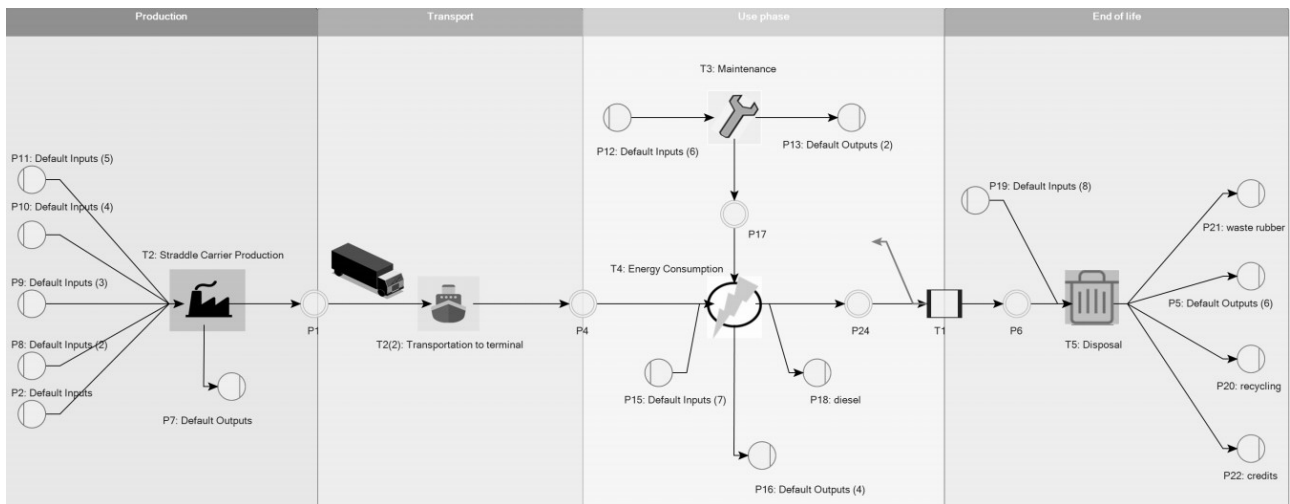 Production
Transport
Use phase
End of life
T3: Maintenance
P12: Default Inputs (6)
P13: Default Outputs (2)
P11: Default Inputs (5)
P10: Default Inputs (4)
P19: Default Inputs (8)
P21: waste rubber
P17
T2: Straddle Carrier Production
T4: Energy Consumption
P9: Default Inputs (3)
P5: Default Outputs (6)
P1
P4
P24
T1
P6
P8: Default Inputs (2)
T2(2): Transportation to terminal
T5: Disposal
P20: recycling
P2: Default Inputs
P15: Default Inputs (7)
P18: diesel
P7: Default Outputs
P22: credits
P16: Default Outputs (4)